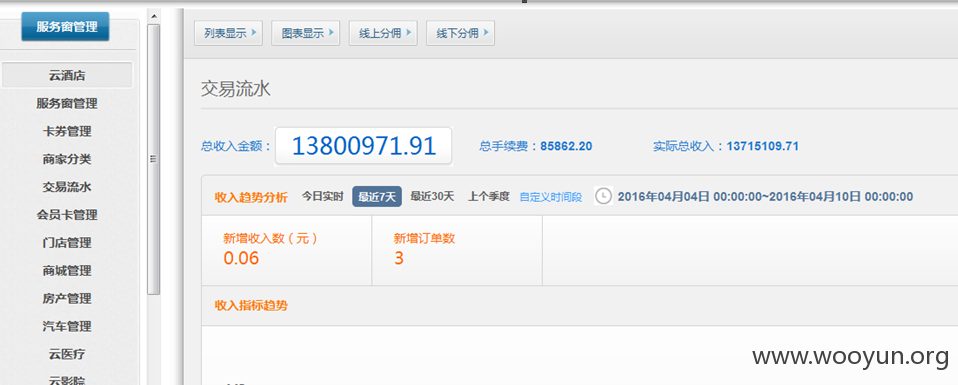 服务窗管理
云酒店
服务窗管理
卡券管理
商家分类
交易流水
会员卡管理
门店管理
商城管理
房产管理
汽车管理
云医疗
云影院
列表显示 图表显示 线上分佣 线下分佣
交易流水
总收入金额： 13800971.91 总手续费：85862.20 实际总收入：13715109.71
收入趋势分析 今日实时 最近7天 最近30天 上个季度 自定义时间段 2016年04月04日 00:00:00~2016年04月10日 00:00:00
新增收入数（元） 新增订单数
0.06 3
收入指标趋势
www.wooyun.org